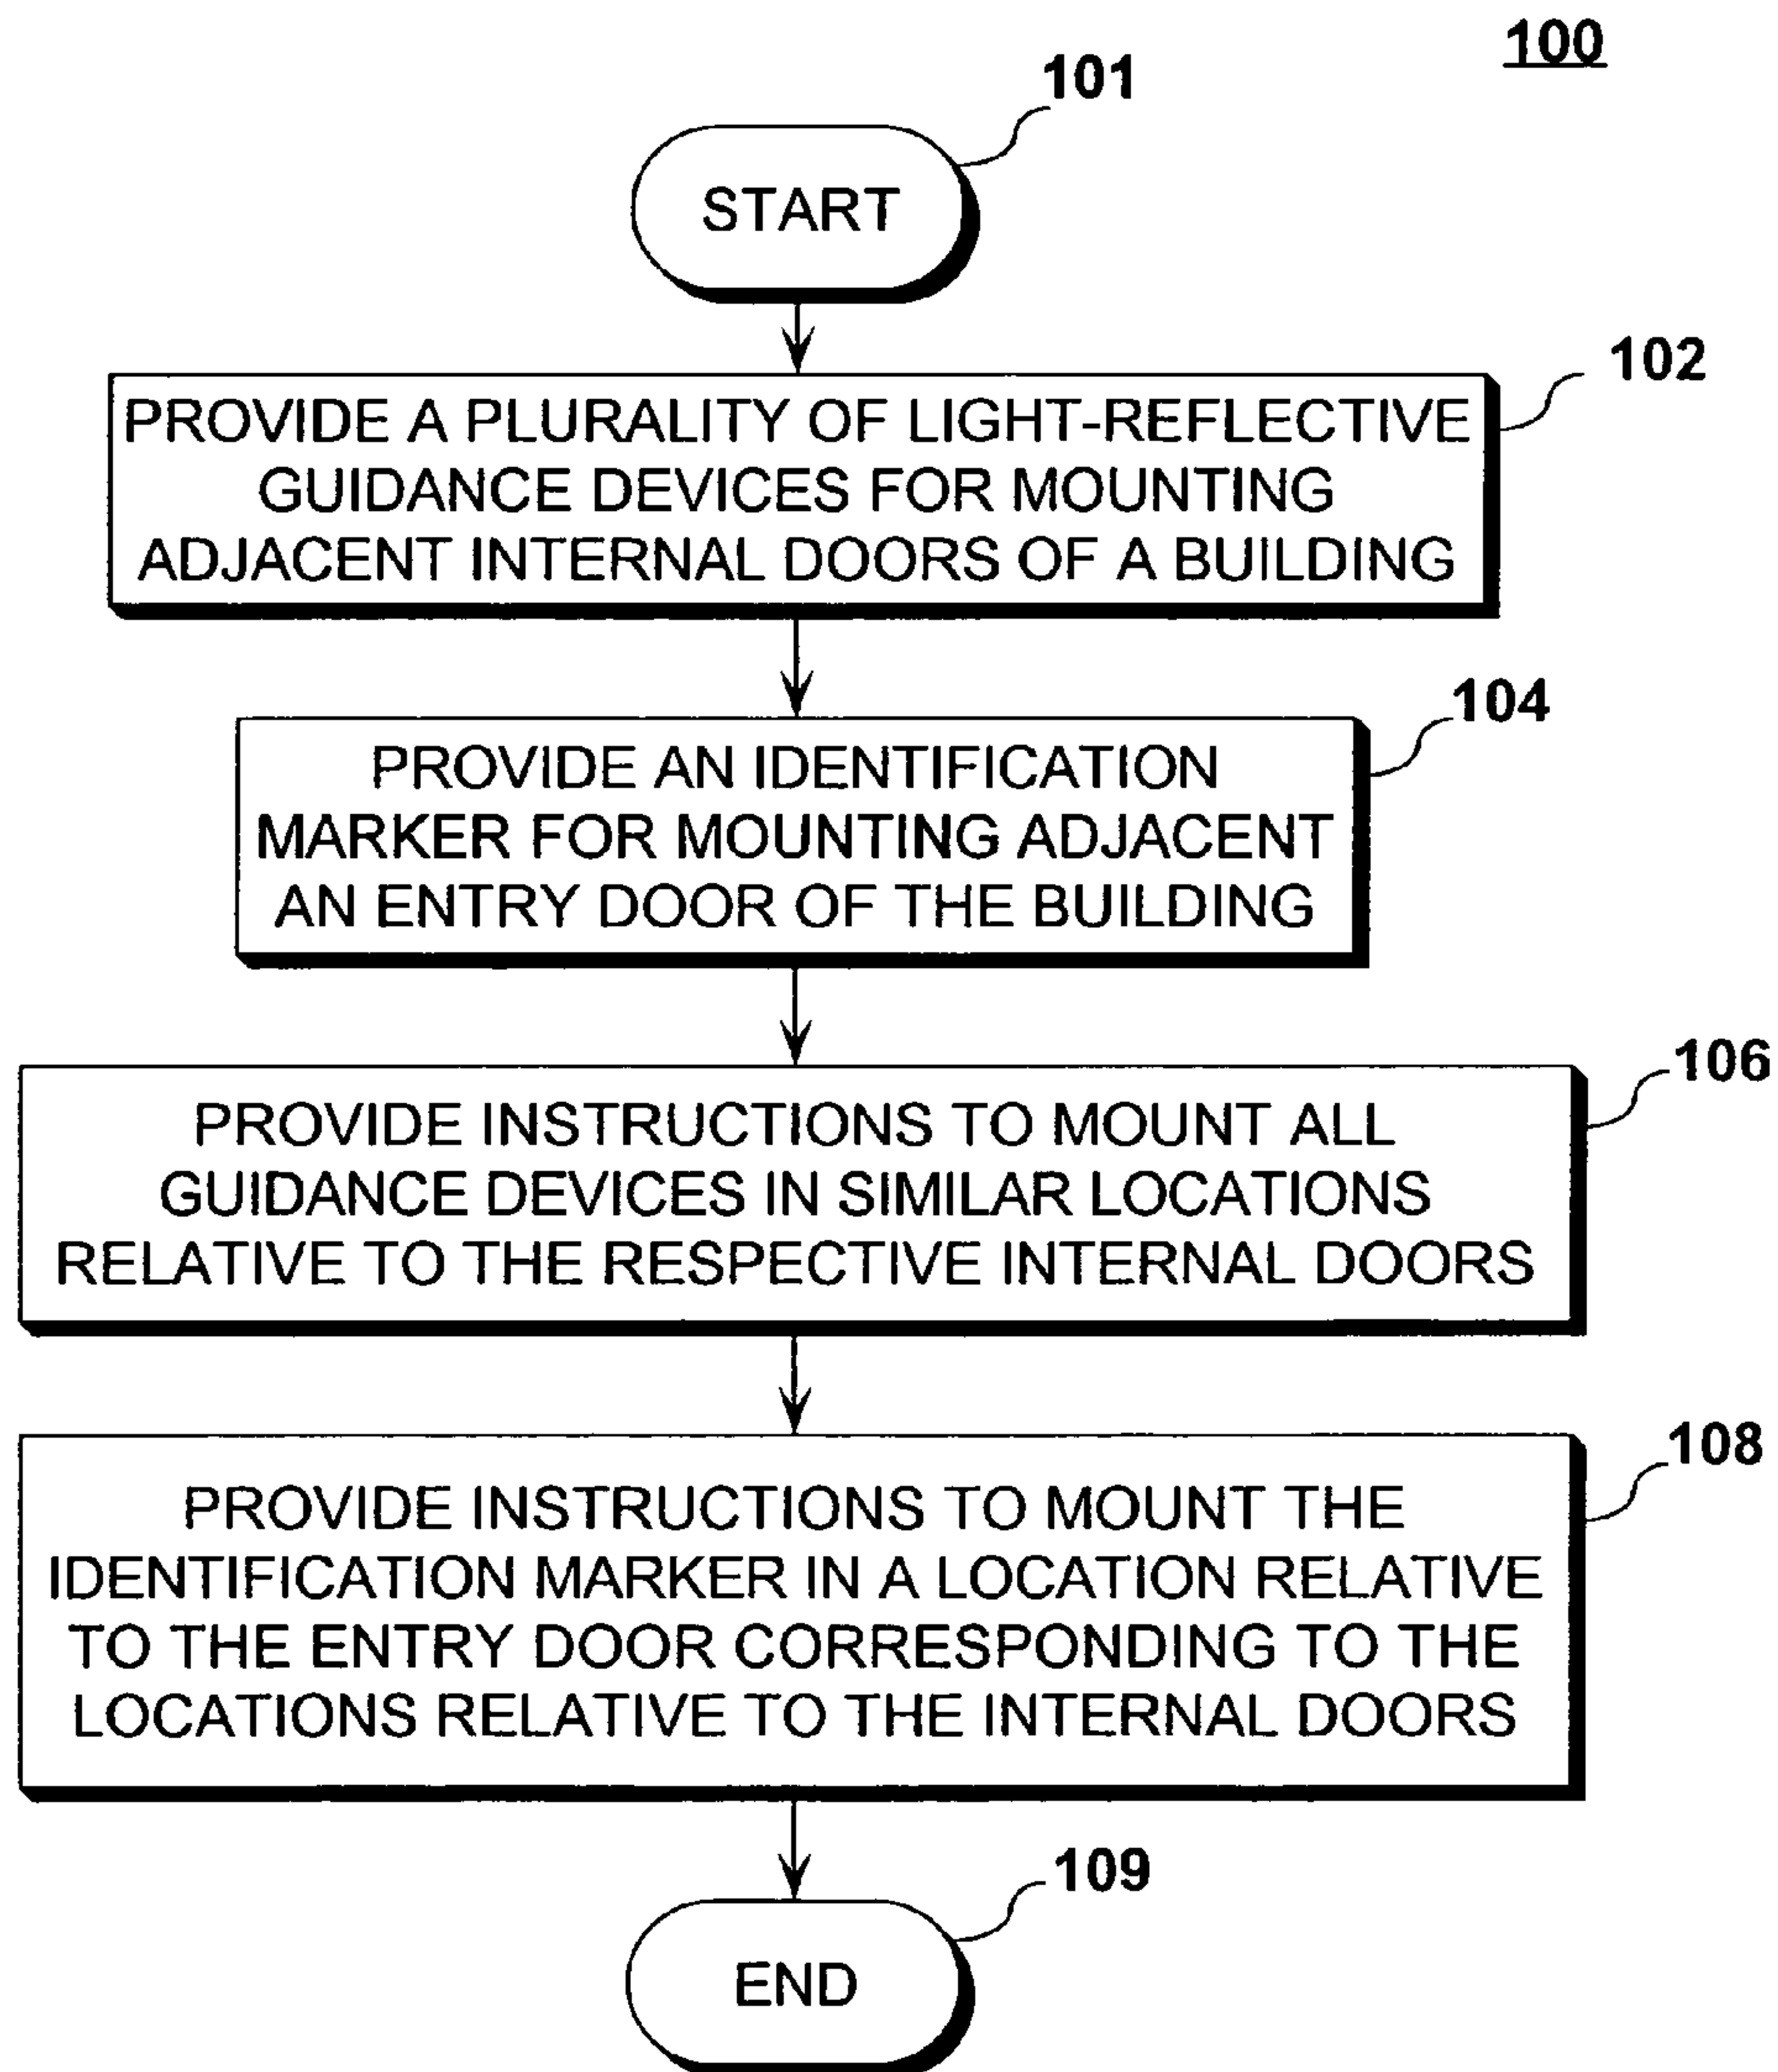 100
101
START
102
PROVIDE A PLURALITY OF LIGHT-REFLECTIVE
GUIDANCE DEVICES FOR MOUNTING
ADJACENT INTERNAL DOORS OF A BUILDING
104
PROVIDE AN IDENTIFICATION
MARKER FOR MOUNTING ADJACENT
AN ENTRY DOOR OF THE BUILDING
106
PROVIDE INSTRUCTIONS TO MOUNT ALL
GUIDANCE DEVICES IN SIMILAR LOCATIONS
RELATIVE TO THE RESPECTIVE INTERNAL DOORS
108
PROVIDE INSTRUCTIONS TO MOUNT THE
IDENTIFICATION MARKER IN A LOCATION RELATIVE
TO THE ENTRY DOOR CORRESPONDING TO THE
LOCATIONS RELATIVE TO THE INTERNAL DOORS
109
END